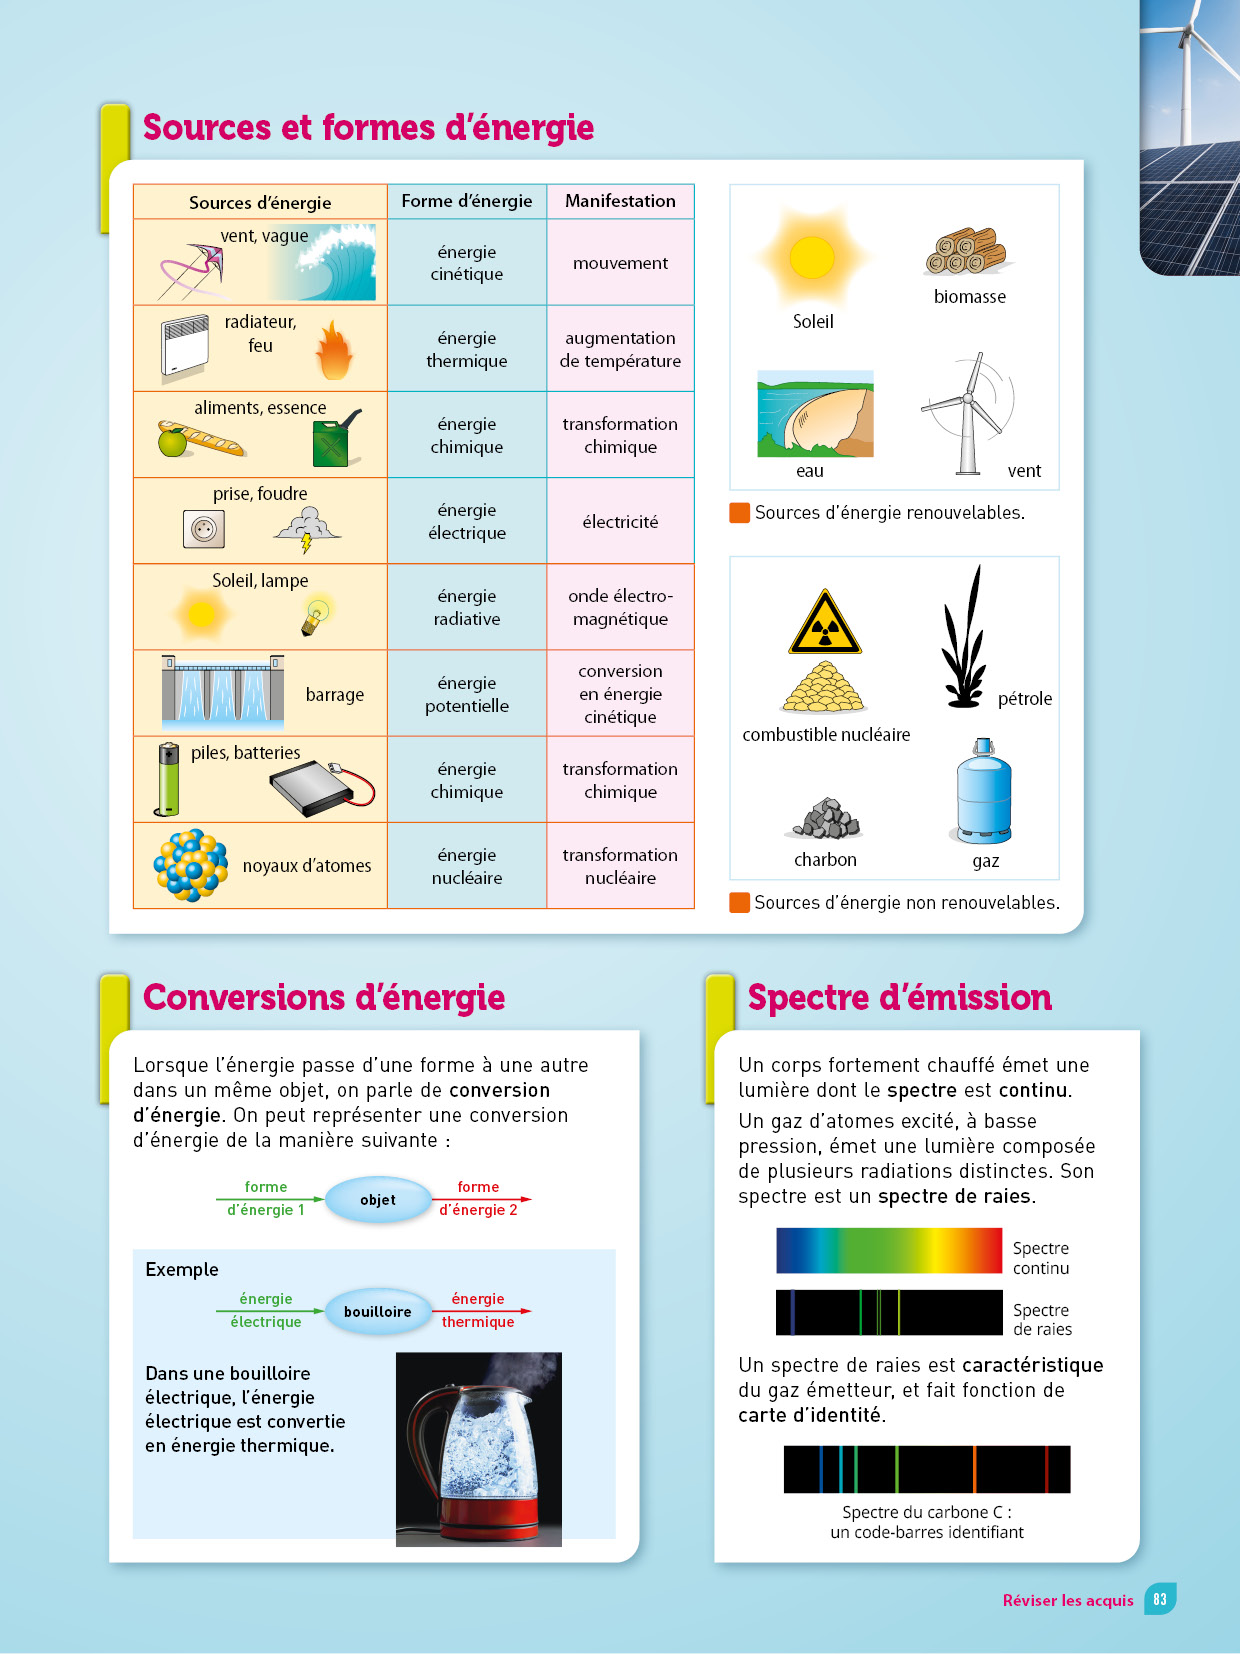 Sources et formes d'énergie
Sources d'énergie
Forme d'énergie
Manifestation
vent, vague
énergie
cinétique
mouvement
radiateur,
feu
énergie
thermique
augmentation
de température
aliments, essence
énergie
chimique
transformation
chimique
prise, foudre
énergie
électrique
électricité
Soleil, lampe
énergie
radiative
onde électro-
magnétique
barrage
énergie
potentielle
conversion
en énergie
cinétique
piles, batteries
énergie
chimique
transformation
chimique
noyaux d'atomes
énergie
nucléaire
transformation
nucléaire
Soleil
biomasse
eau
vent
Sources d'énergie renouvelables.
combustible nucléaire
pétrole
charbon
gaz
Sources d'énergie non renouvelables.
Conversions d'énergie
Lorsque l'énergie passe d'une forme à une autre
dans un même objet, on parle de conversion
d'énergie. On peut représenter une conversion
d'énergie de la manière suivante :
forme
d'énergie 1
objet
forme
d'énergie 2
Exemple
énergie
électrique
bouilloire
énergie
thermique
Dans une bouilloire
électrique, l'énergie
électrique est convertie
en énergie thermique.
Spectre d'émission
Un corps fortement chauffé émet une
lumière dont le spectre est continu.
Un gaz d'atomes excité, à basse
pression, émet une lumière composée
de plusieurs radiations distinctes. Son
spectre est un spectre de raies.
Spectre
continu
Spectre
de raies
Un spectre de raies est caractéristique
du gaz émetteur, et fait fonction de
carte d'identité.
Spectre du carbone C :
un code-barres identifiant
Réviser les acquis
83